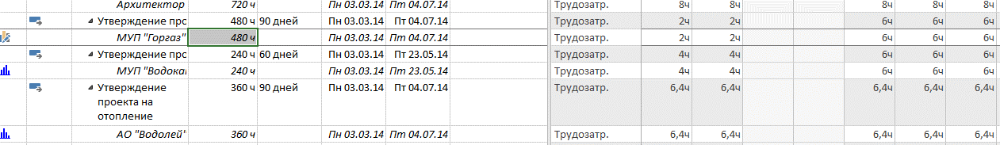 Архитектор 720 ч Пн 03.03.14 Пт 04.07.14 Трудозатр. 8ч 8ч 8ч 8ч 8ч
Утверждение прс 480 ч 90 дней Пн 03.03.14 Пт 04.07.14 Трудозатр. 2ч 2ч 6ч 6ч 6ч
МУП "Горгаз" 480 ч Пн 03.03.14 Пт 04.07.14 Трудозатр. 2ч 2ч 6ч 6ч 6ч
Утверждение прс 240 ч 60 дней Пн 03.03.14 Пт 23.05.14 Трудозатр. 4ч 4ч 6ч 6ч 6ч
МУП "Водока 240 ч Пн 03.03.14 Пт 23.05.14 Трудозатр. 4ч 4ч 6ч 6ч 6ч
Утверждение 360 ч 90 дней Пн 03.03.14 Пт 04.07.14 Трудозатр. 6,4ч 6,4ч 6,4ч 6,4ч 6,4ч
проекта на
отопление
АО "Водолей" 360 ч Пн 03.03.14 Пт 04.07.14 Трудозатр. 6,4ч 6,4ч 6,4ч 6,4ч 6,4ч